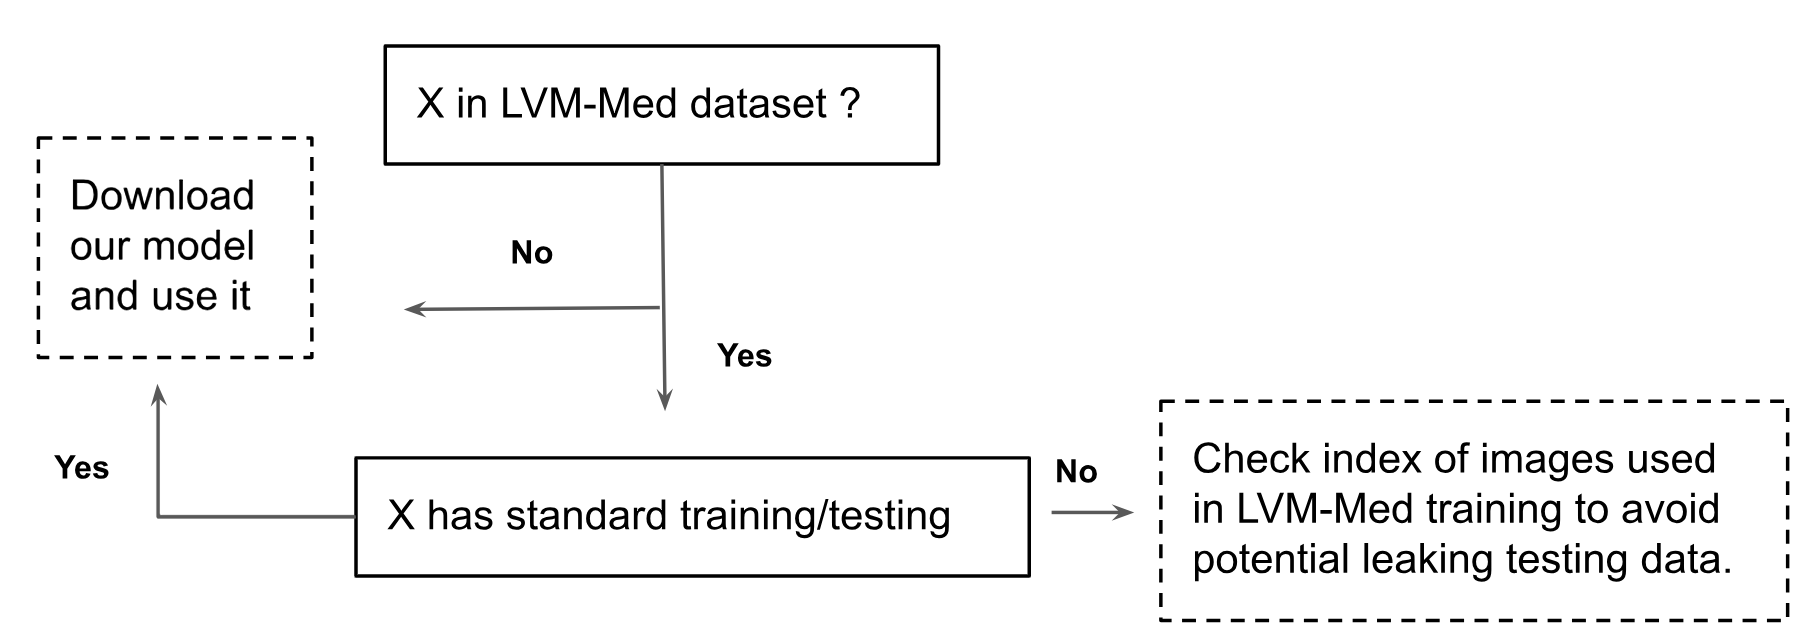 X in LVM-Med dataset ?
Download
our model
and use it
No
Yes
Yes
X has standard training/testing
No
Check index of images used
in LVM-Med training to avoid
potential leaking testing data.